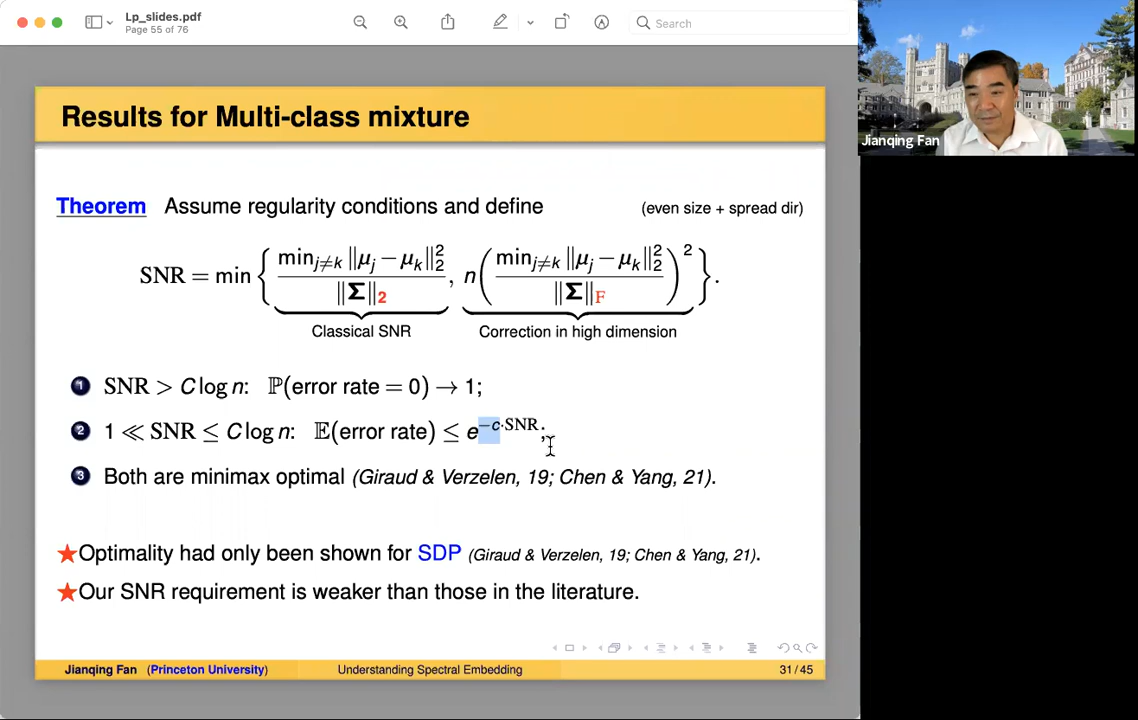 Lp_slides.pdf
Page 55 of 76
Search
Jianqing Fan
Results for Multi-class mixture
Theorem Assume regularity conditions and define (even size + spread dir)
SNR = min { min_{j≠k} ‖μ_j − μ_k‖₂² / ‖Σ‖₂ , n ( min_{j≠k} ‖μ_j − μ_k‖₂² / ‖Σ‖_F )² } .
Classical SNR Correction in high dimension
1 SNR > C log n: ℙ(error rate = 0) → 1;
2 1 ≪ SNR ≤ C log n: 𝔼(error rate) ≤ e^{−c·SNR};
3 Both are minimax optimal (Giraud & Verzelen, 19; Chen & Yang, 21).
★Optimality had only been shown for SDP (Giraud & Verzelen, 19; Chen & Yang, 21).
★Our SNR requirement is weaker than those in the literature.
Jianqing Fan (Princeton University) Understanding Spectral Embedding 31 / 45